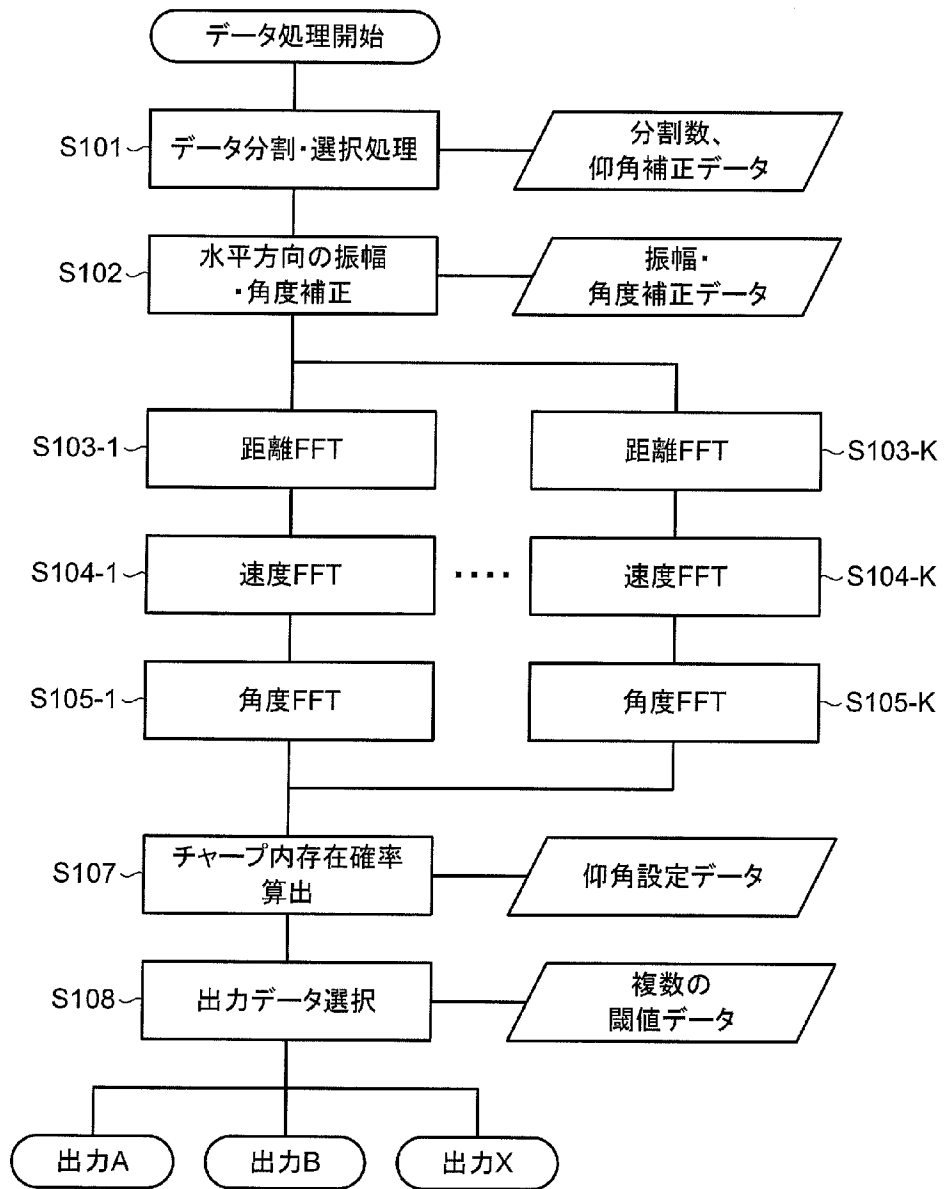 データ処理開始
S101
データ分割・選択処理
分割数、
仰角補正データ
S102
水平方向の振幅
・角度補正
振幅・
角度補正データ
S103-1
距離FFT
距離FFT
S103-K
S104-1
速度FFT
････
速度FFT
S104-K
S105-1
角度FFT
角度FFT
S105-K
S107
チャープ内存在確率
算出
仰角設定データ
S108
出力データ選択
複数の
閾値データ
出力A
出力B
出力X